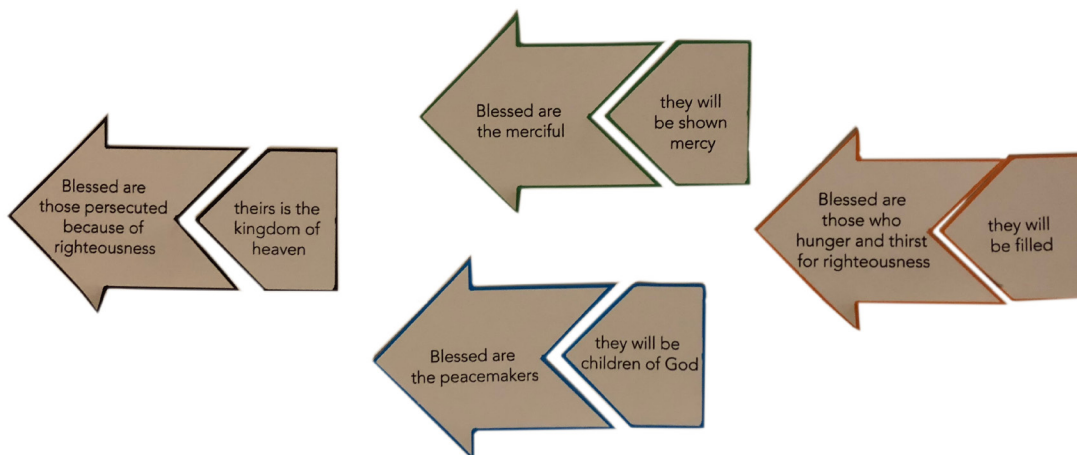 Blessed are
those persecuted
because of
righteousness
theirs is the
kingdom of
heaven
Blessed are
the merciful
they will
be shown
mercy
Blessed are
the peacemakers
they will be
children of God
Blessed are
those who
hunger and thirst
for righteousness
they will
be filled